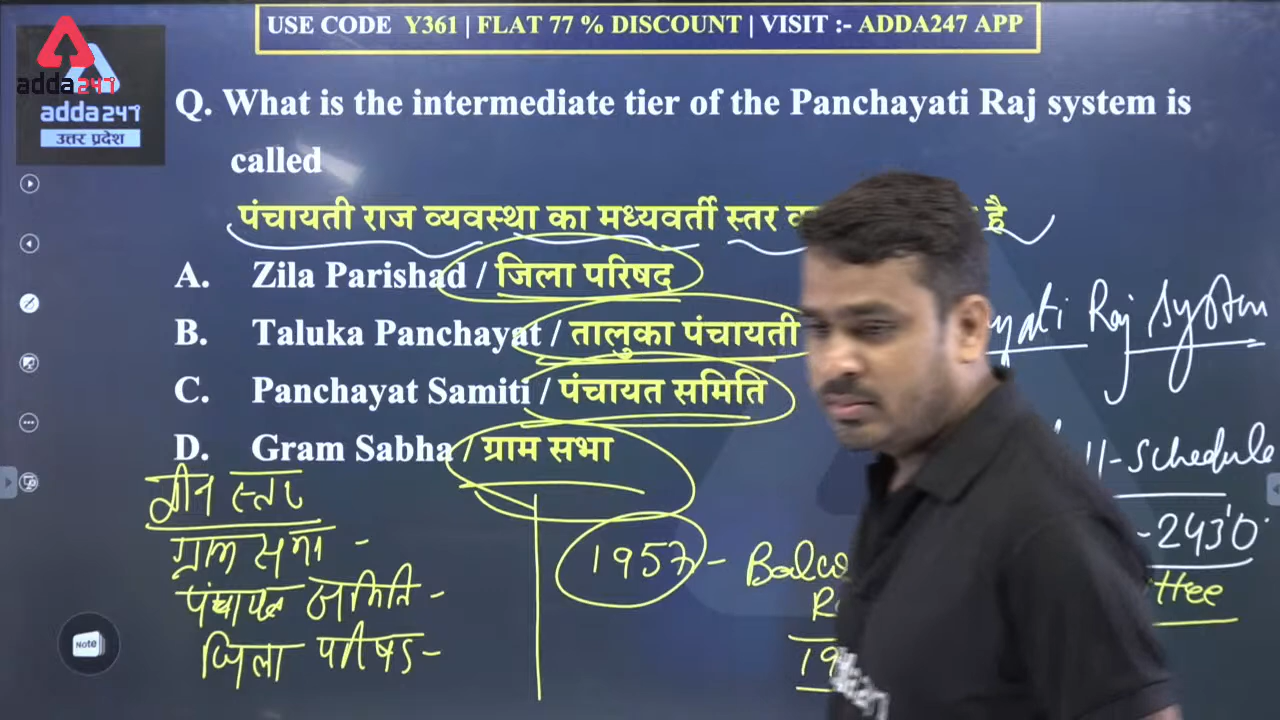 USE CODE Y361 | FLAT 77 % DISCOUNT | VISIT :- ADDA247 APP
adda247
adda247
उत्तर प्रदेश
Q. What is the intermediate tier of the Panchayati Raj system is
called
पंचायती राज व्यवस्था का मध्यवर्ती स्तर है
A. Zila Parishad / जिला परिषद
B. Taluka Panchayat / तालुका पंचायती
C. Panchayat Samiti / पंचायत समिति
D. Gram Sabha / ग्राम सभा
Raj System
11-Schedule
तीन स्तर
ग्राम सभा -
पंचायत समिति -
जिला परिषद -
1957 -
-243'O'
Note